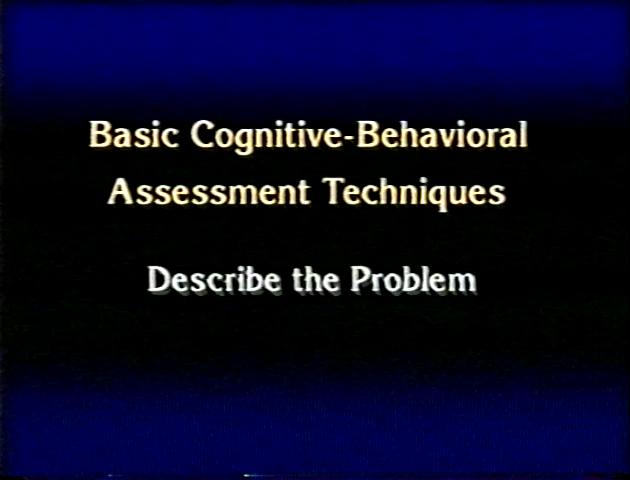 Basic Cognitive-Behavioral
Assessment Techniques
Describe the Problem